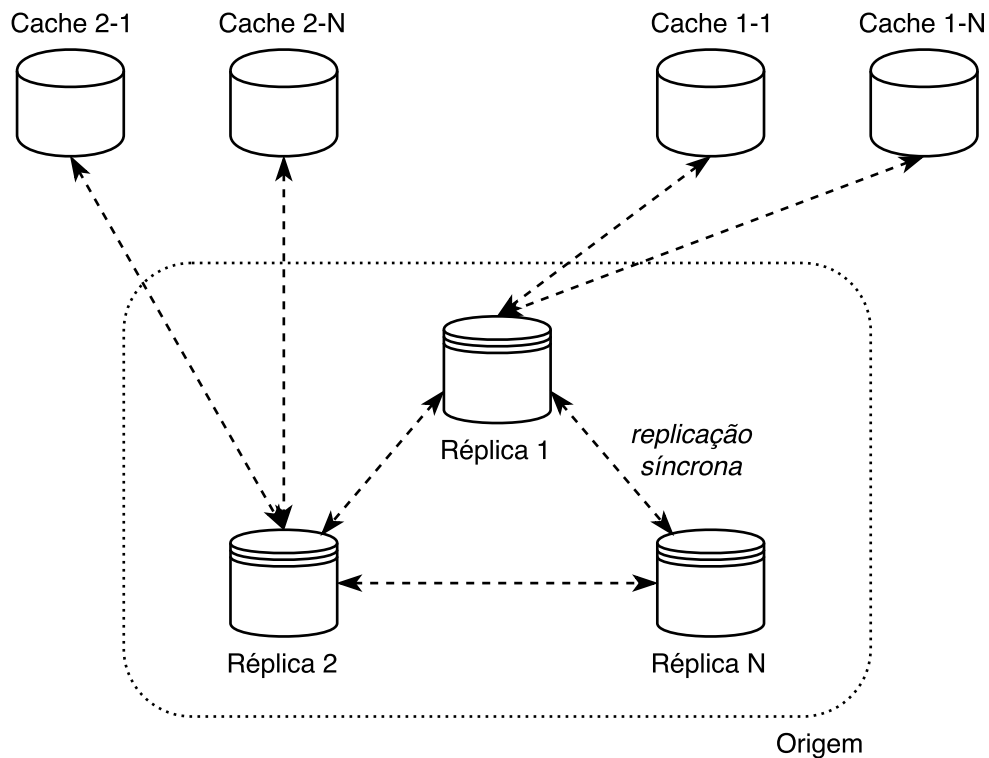 Cache 2-1
Cache 2-N
Cache 1-1
Cache 1-N
Réplica 1
replicação
síncrona
Réplica 2
Réplica N
Origem